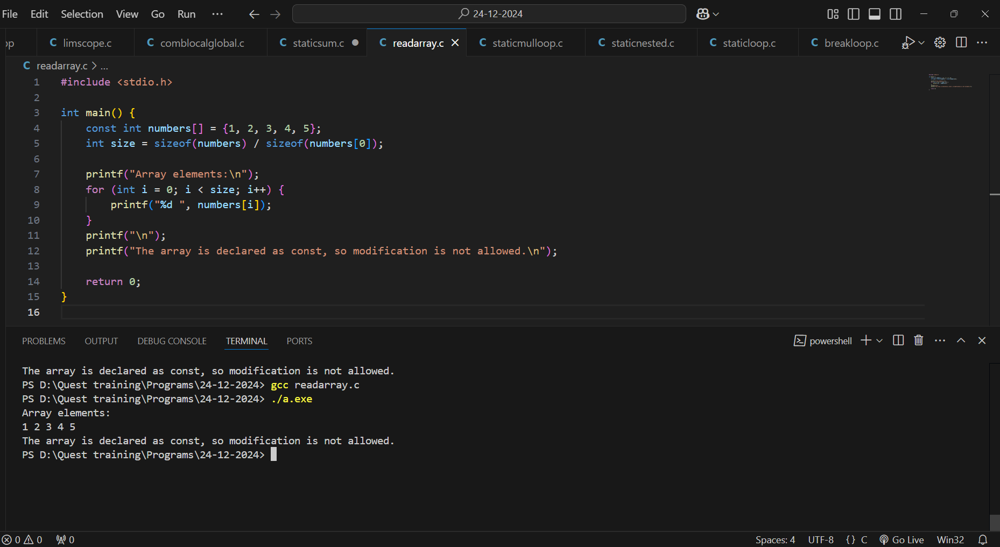 File Edit Selection View Go Run ··· 24-12-2024
pp limscope.c comblocalglobal.c staticsum.c readarray.c staticmulloop.c staticnested.c staticloop.c breakloop.c
C readarray.c > ...
1 #include <stdio.h>
2
3 int main() {
4     const int numbers[] = {1, 2, 3, 4, 5};
5     int size = sizeof(numbers) / sizeof(numbers[0]);
6
7     printf("Array elements:\n");
8     for (int i = 0; i < size; i++) {
9         printf("%d ", numbers[i]);
10     }
11     printf("\n");
12     printf("The array is declared as const, so modification is not allowed.\n");
13
14     return 0;
15 }
16
PROBLEMS OUTPUT DEBUG CONSOLE TERMINAL PORTS powershell
The array is declared as const, so modification is not allowed.
PS D:\Quest training\Programs\24-12-2024> gcc readarray.c
PS D:\Quest training\Programs\24-12-2024> ./a.exe
Array elements:
1 2 3 4 5
The array is declared as const, so modification is not allowed.
PS D:\Quest training\Programs\24-12-2024>
0 0 0 Spaces: 4 UTF-8 {} C Go Live Win32